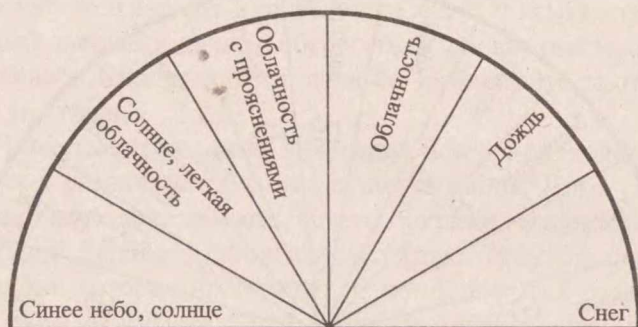 Синее небо, солнце
Солнце, легкая
облачность
Облачность
с прояснениями
Облачность
Дождь
Снег